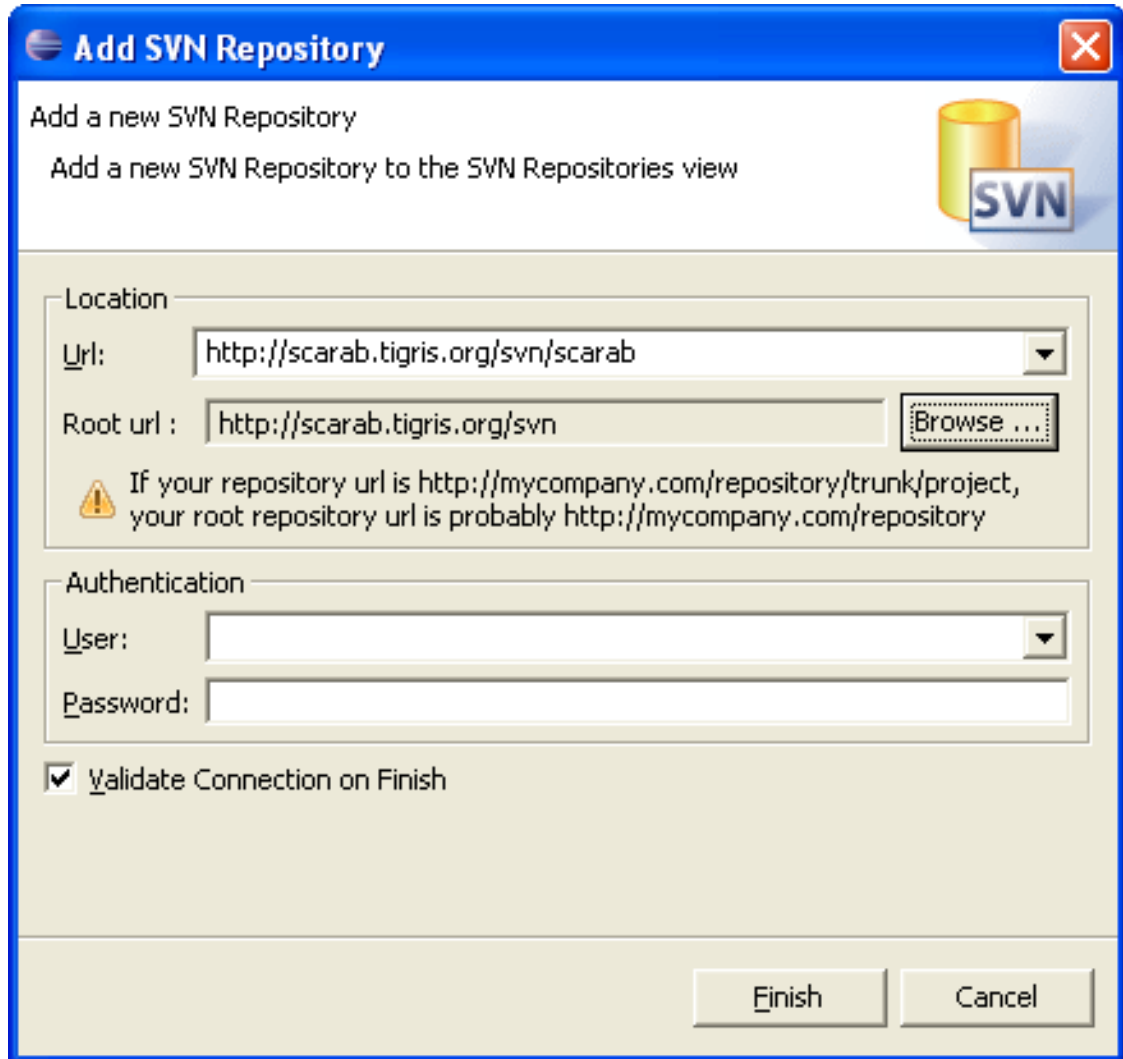 Add SVN Repository
Add a new SVN Repository
Add a new SVN Repository to the SVN Repositories view
SVN
Location
Url: http://scarab.tigris.org/svn/scarab
Root url : http://scarab.tigris.org/svn Browse ...
If your repository url is http://mycompany.com/repository/trunk/project,
your root repository url is probably http://mycompany.com/repository
Authentication
User:
Password:
Validate Connection on Finish
Finish Cancel